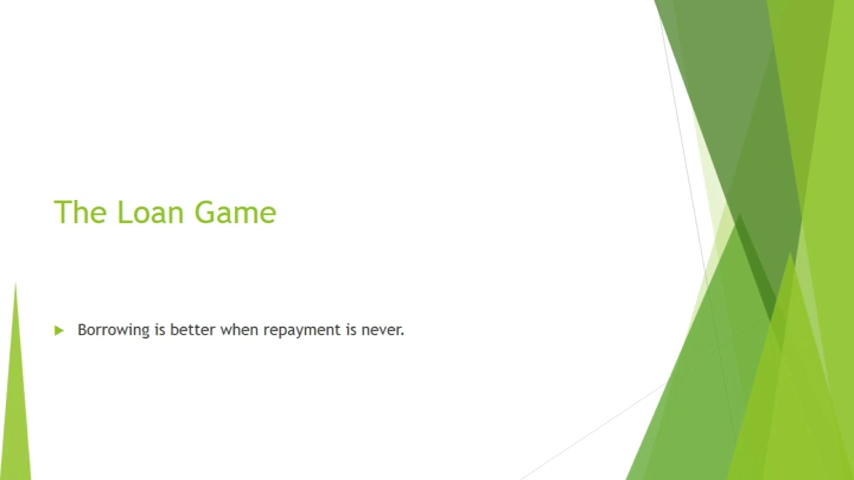 The Loan Game
Borrowing is better when repayment is never.